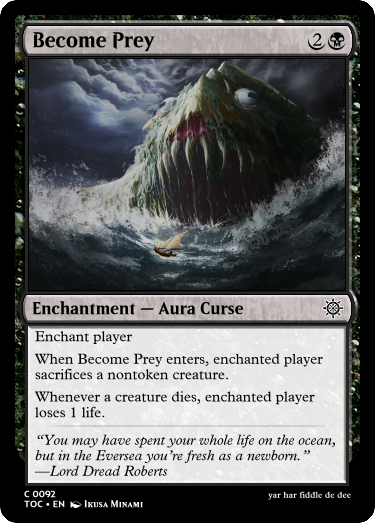 Become Prey 2
Enchantment — Aura Curse
Enchant player
When Become Prey enters, enchanted player
sacrifices a nontoken creature.
Whenever a creature dies, enchanted player
loses 1 life.
“You may have spent your whole life on the ocean,
but in the Eversea you’re fresh as a newborn.”
—Lord Dread Roberts
C 0092
TOC • EN Ikusa Minami
yar har fiddle de dee